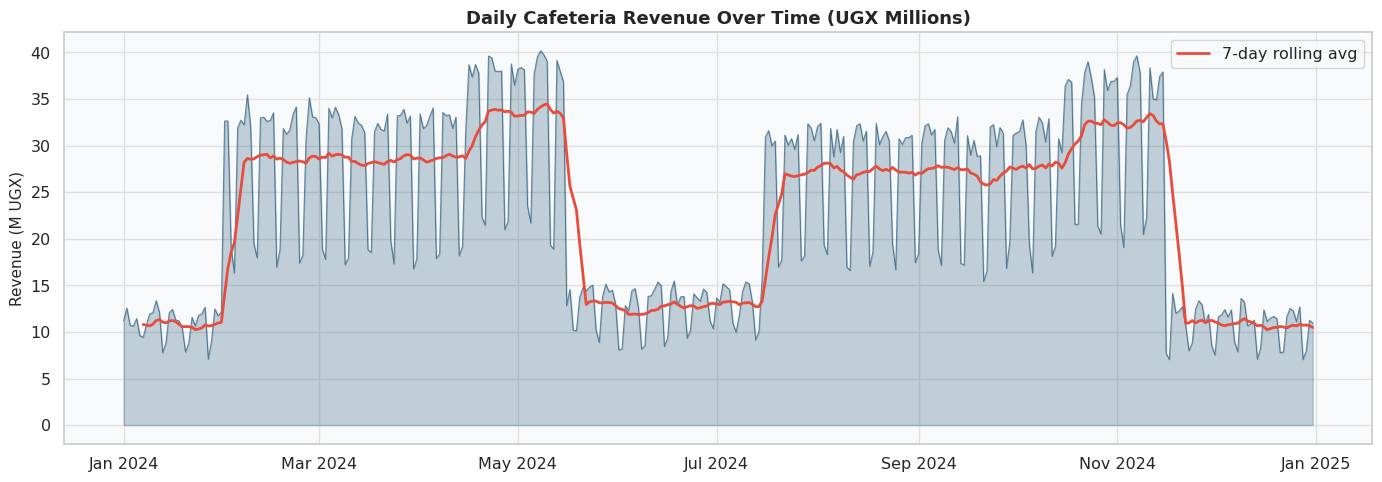 Daily Cafeteria Revenue Over Time (UGX Millions)
7-day rolling avg
Revenue (M UGX)
40
35
30
25
20
15
10
5
0
Jan 2024
Mar 2024
May 2024
Jul 2024
Sep 2024
Nov 2024
Jan 2025